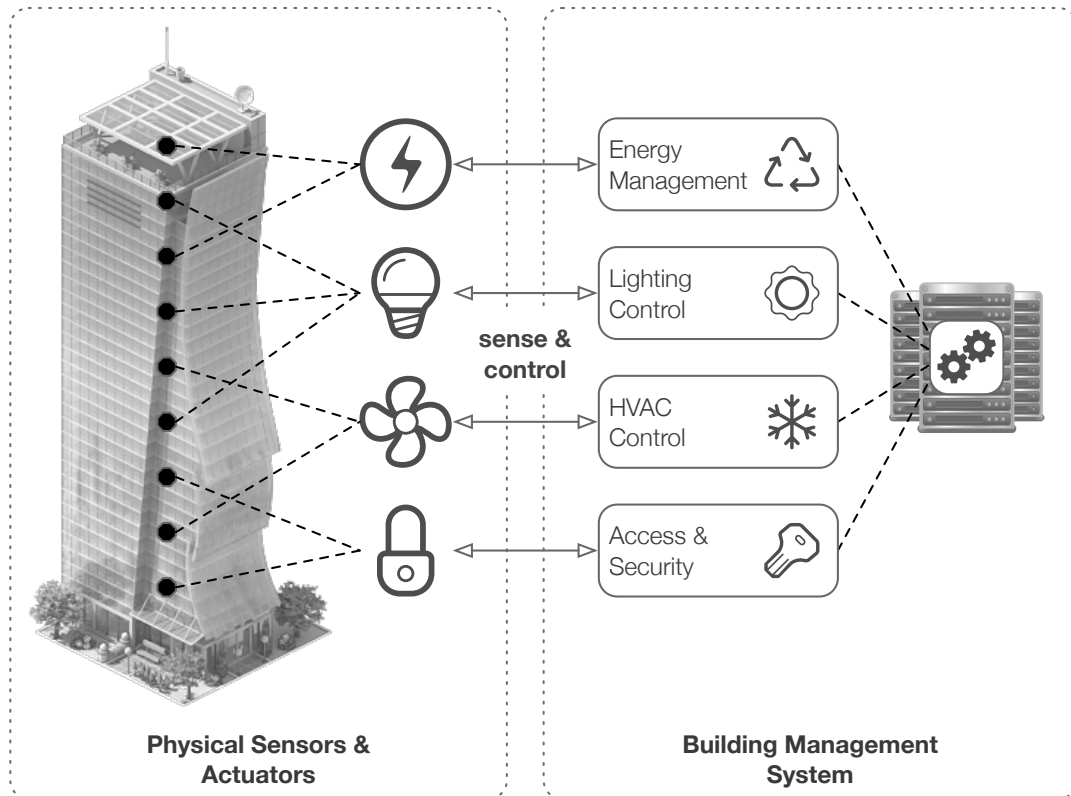 Energy
Management
Lighting
Control
sense &
control
HVAC
Control
Access &
Security
Physical Sensors &
Actuators
Building Management
System